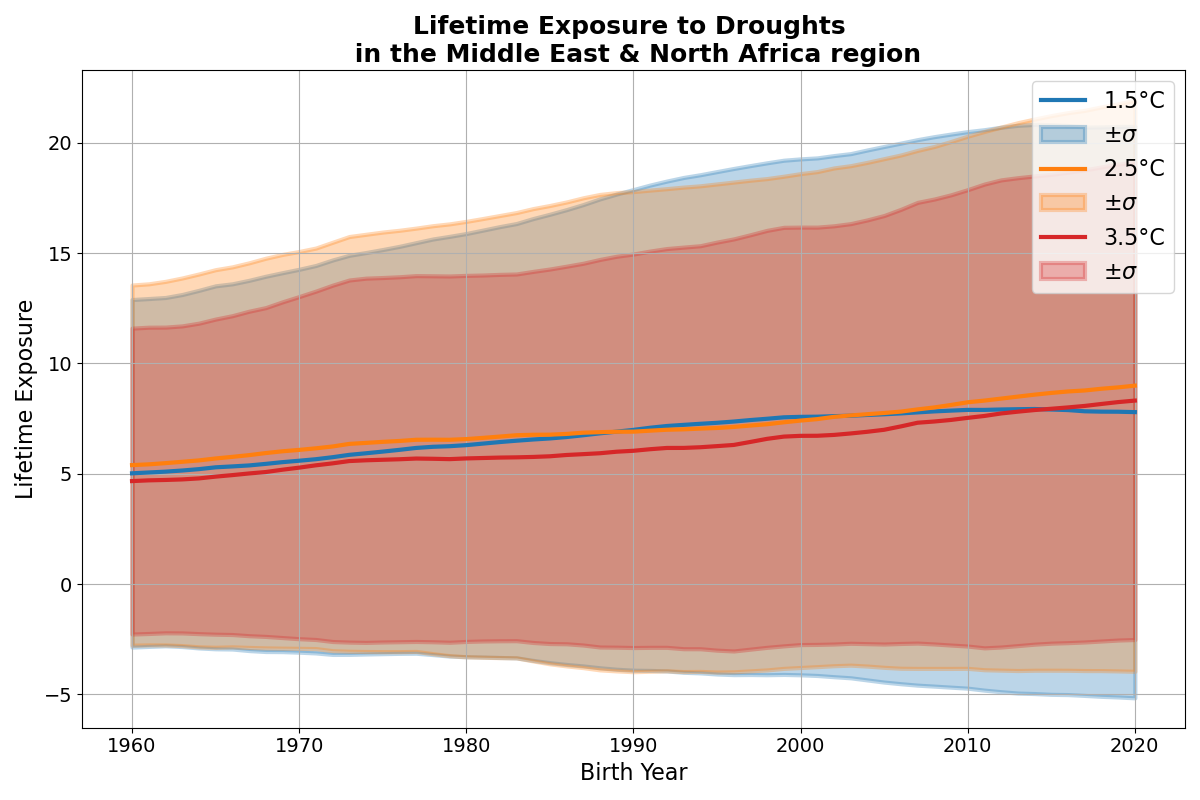 Lifetime Exposure to Droughts
in the Middle East & North Africa region
1.5°C
±σ
2.5°C
±σ
3.5°C
±σ
Lifetime Exposure
20
15
10
5
0
−5
1960
1970
1980
1990
2000
2010
2020
Birth Year